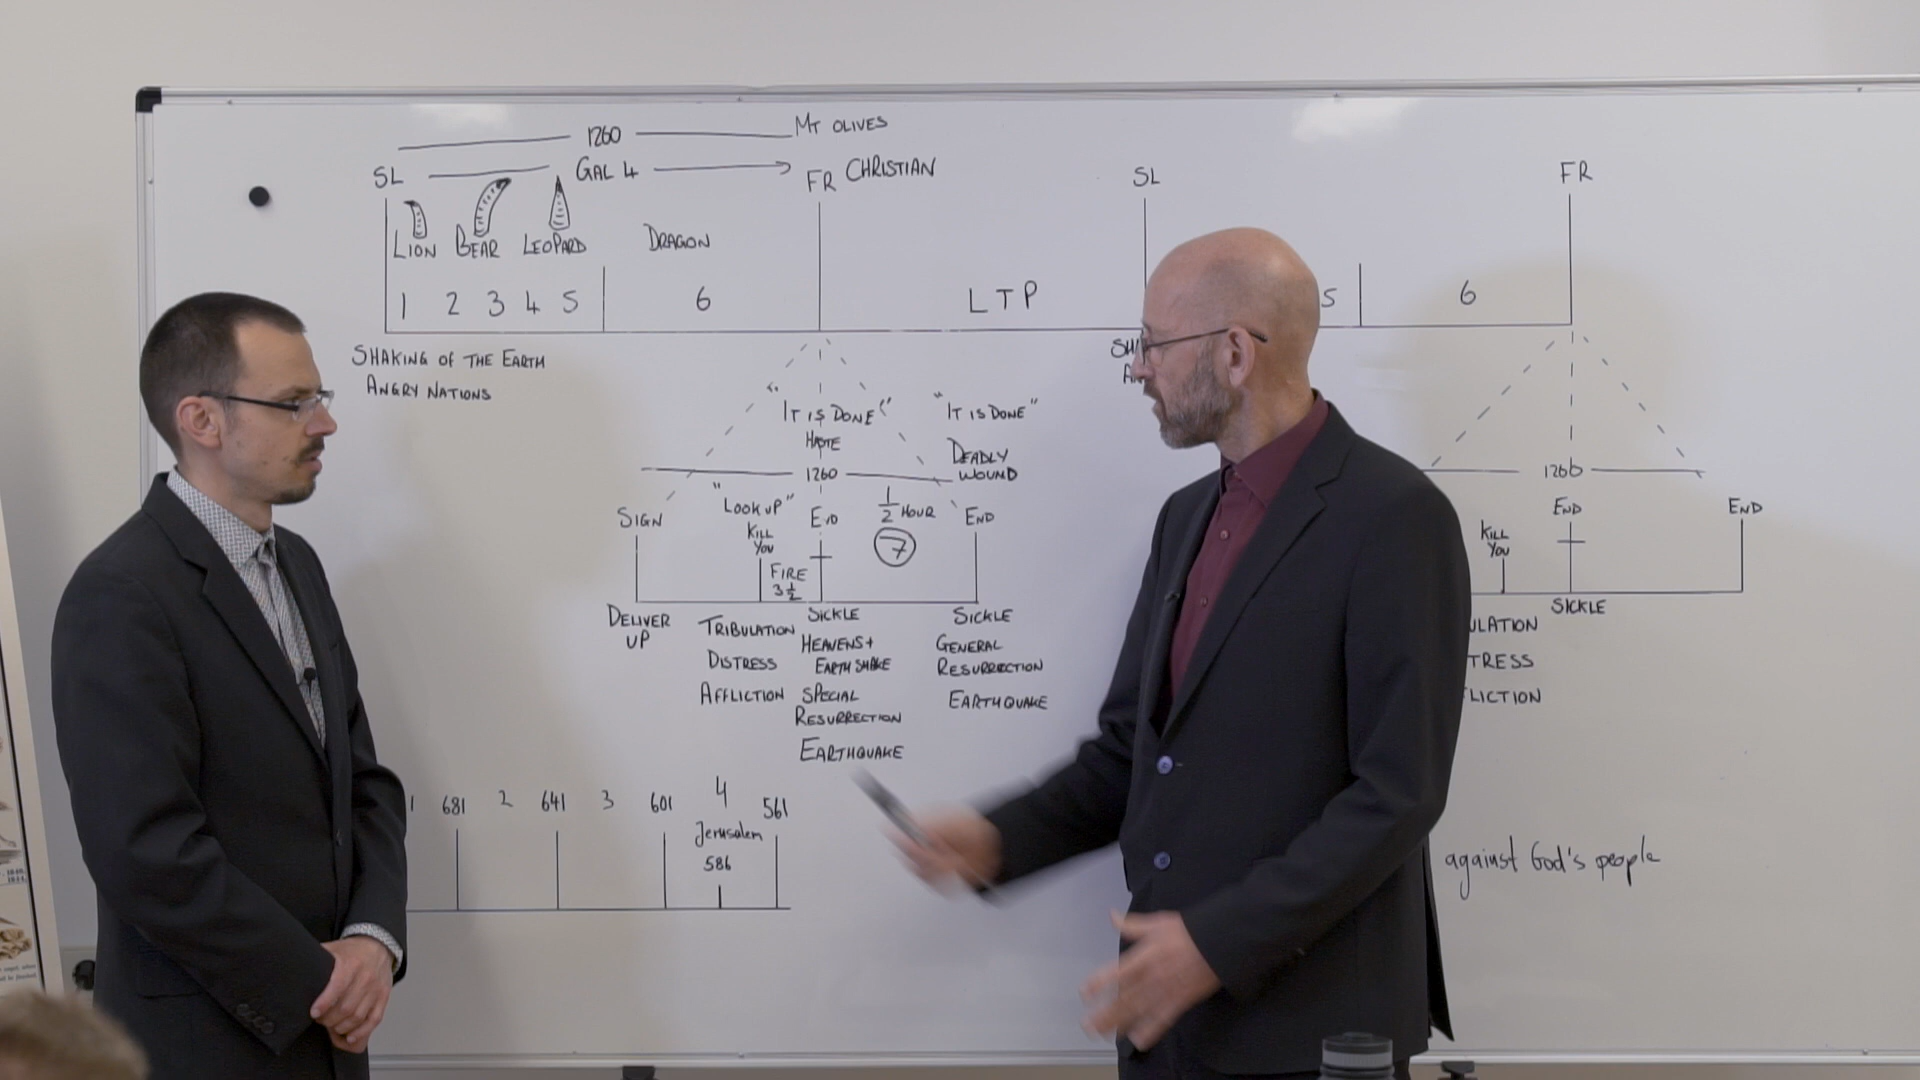 1260
MT OLIVES
SL
GAL 4
FR CHRISTIAN
SL
FR
LION BEAR LEOPARD DRAGON
1 2 3 4 5 6
LTP
5 6
SHAKING OF THE EARTH
ANGRY NATIONS
"IT IS DONE"
HASTE
"IT IS DONE"
DEADLY
WOUND
1260
1260
SIGN
"LOOK UP"
KILL
YOU
END
1/2 HOUR
7
END
FIRE
3 1/2
KILL
YOU
END
END
DELIVER
UP
TRIBULATION
DISTRESS
AFFLICTION
SICKLE
HEAVENS +
EARTH SHAKE
SPECIAL
RESURRECTION
EARTHQUAKE
SICKLE
GENERAL
RESURRECTION
EARTHQUAKE
SICKLE
ULATION
TRESS
LICTION
1 681 2 641 3 601 4 561
Jerusalem
586
against God's people